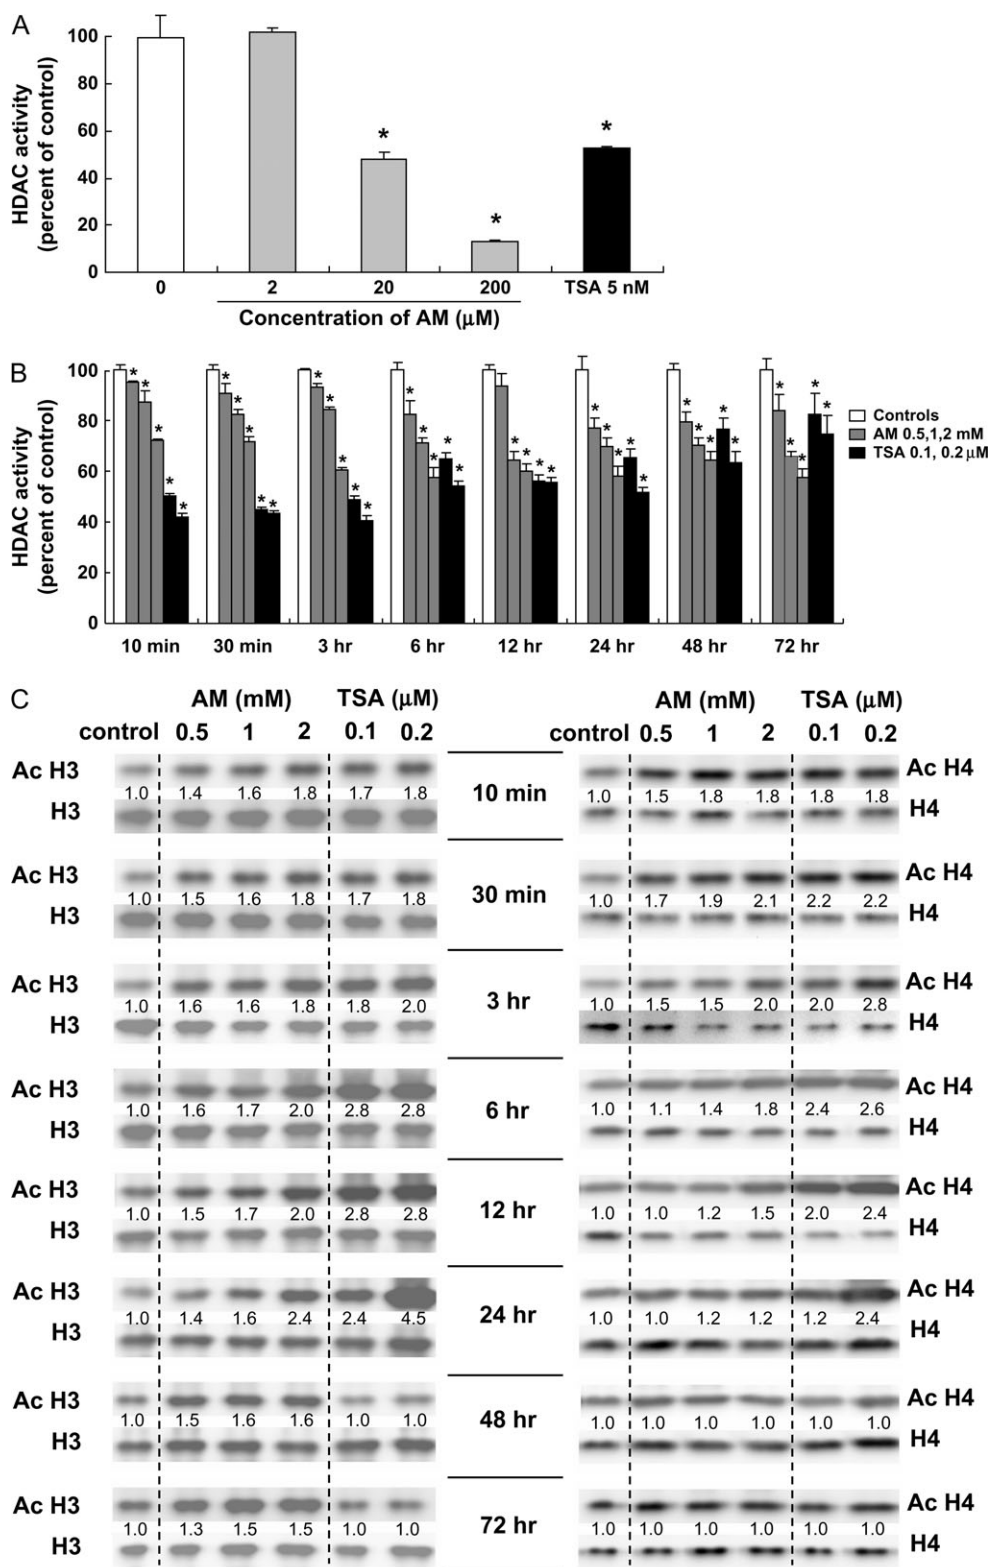 A
HDAC activity
(percent of control)
100
80
60
40
20
0
* * *
0 2 20 200 TSA 5 nM
Concentration of AM (μM)
B
HDAC activity
(percent of control)
100
80
60
40
20
0
10 min 30 min 3 hr 6 hr 12 hr 24 hr 48 hr 72 hr
Controls
AM 0.5,1,2 mM
TSA 0.1, 0.2 μM
C
AM (mM) TSA (μM) AM (mM) TSA (μM)
control 0.5 1 2 0.1 0.2 control 0.5 1 2 0.1 0.2
Ac H3 Ac H4
1.0 1.4 1.6 1.8 1.7 1.8 10 min 1.0 1.5 1.8 1.8 1.8 1.8
H3 H4
Ac H3 Ac H4
1.0 1.5 1.6 1.8 1.7 1.8 30 min 1.0 1.7 1.9 2.1 2.2 2.2
H3 H4
Ac H3 Ac H4
1.0 1.6 1.6 1.8 1.8 2.0 3 hr 1.0 1.5 1.5 2.0 2.0 2.8
H3 H4
Ac H3 Ac H4
1.0 1.6 1.7 2.0 2.8 2.8 6 hr 1.0 1.1 1.4 1.8 2.4 2.6
H3 H4
Ac H3 Ac H4
1.0 1.5 1.7 2.0 2.8 2.8 12 hr 1.0 1.0 1.2 1.5 2.0 2.4
H3 H4
Ac H3 Ac H4
1.0 1.4 1.6 2.4 2.4 4.5 24 hr 1.0 1.0 1.2 1.2 1.2 2.4
H3 H4
Ac H3 Ac H4
1.0 1.5 1.6 1.6 1.0 1.0 48 hr 1.0 1.0 1.0 1.0 1.0 1.0
H3 H4
Ac H3 Ac H4
1.0 1.3 1.5 1.5 1.0 1.0 72 hr 1.0 1.0 1.0 1.0 1.0 1.0
H3 H4